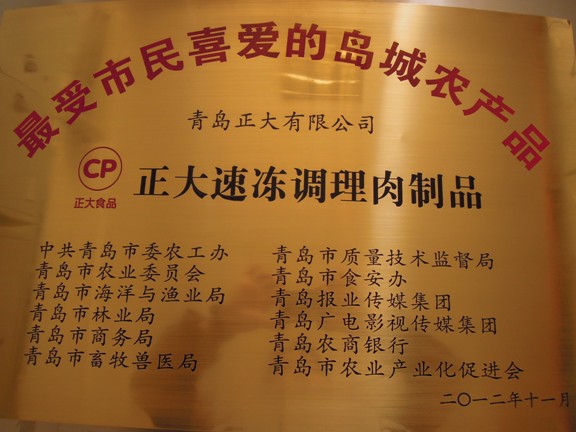 最受市民喜爱的岛城农产品
青岛正大有限公司
CP
正大食品
正大速冻调理肉制品
中共青岛市委农工办
青岛市农业委员会
青岛市海洋与渔业局
青岛市林业局
青岛市商务局
青岛市畜牧兽医局
青岛市质量技术监督局
青岛市食安办
青岛报业传媒集团
青岛广电影视传媒集团
青岛农商银行
青岛市农业产业化促进会
二〇一二年十一月